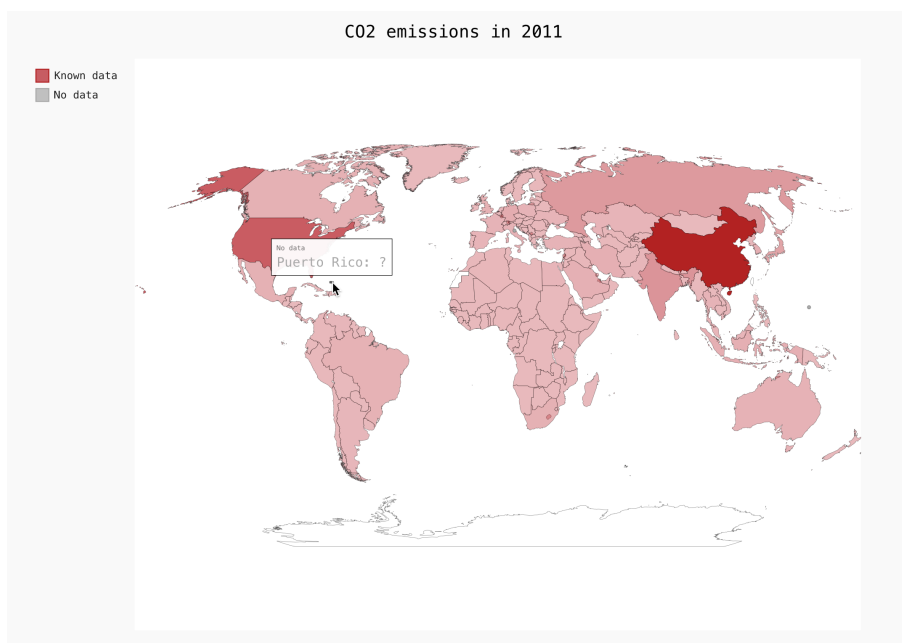 CO2 emissions in 2011
Known data
No data
No data
Puerto Rico: ?